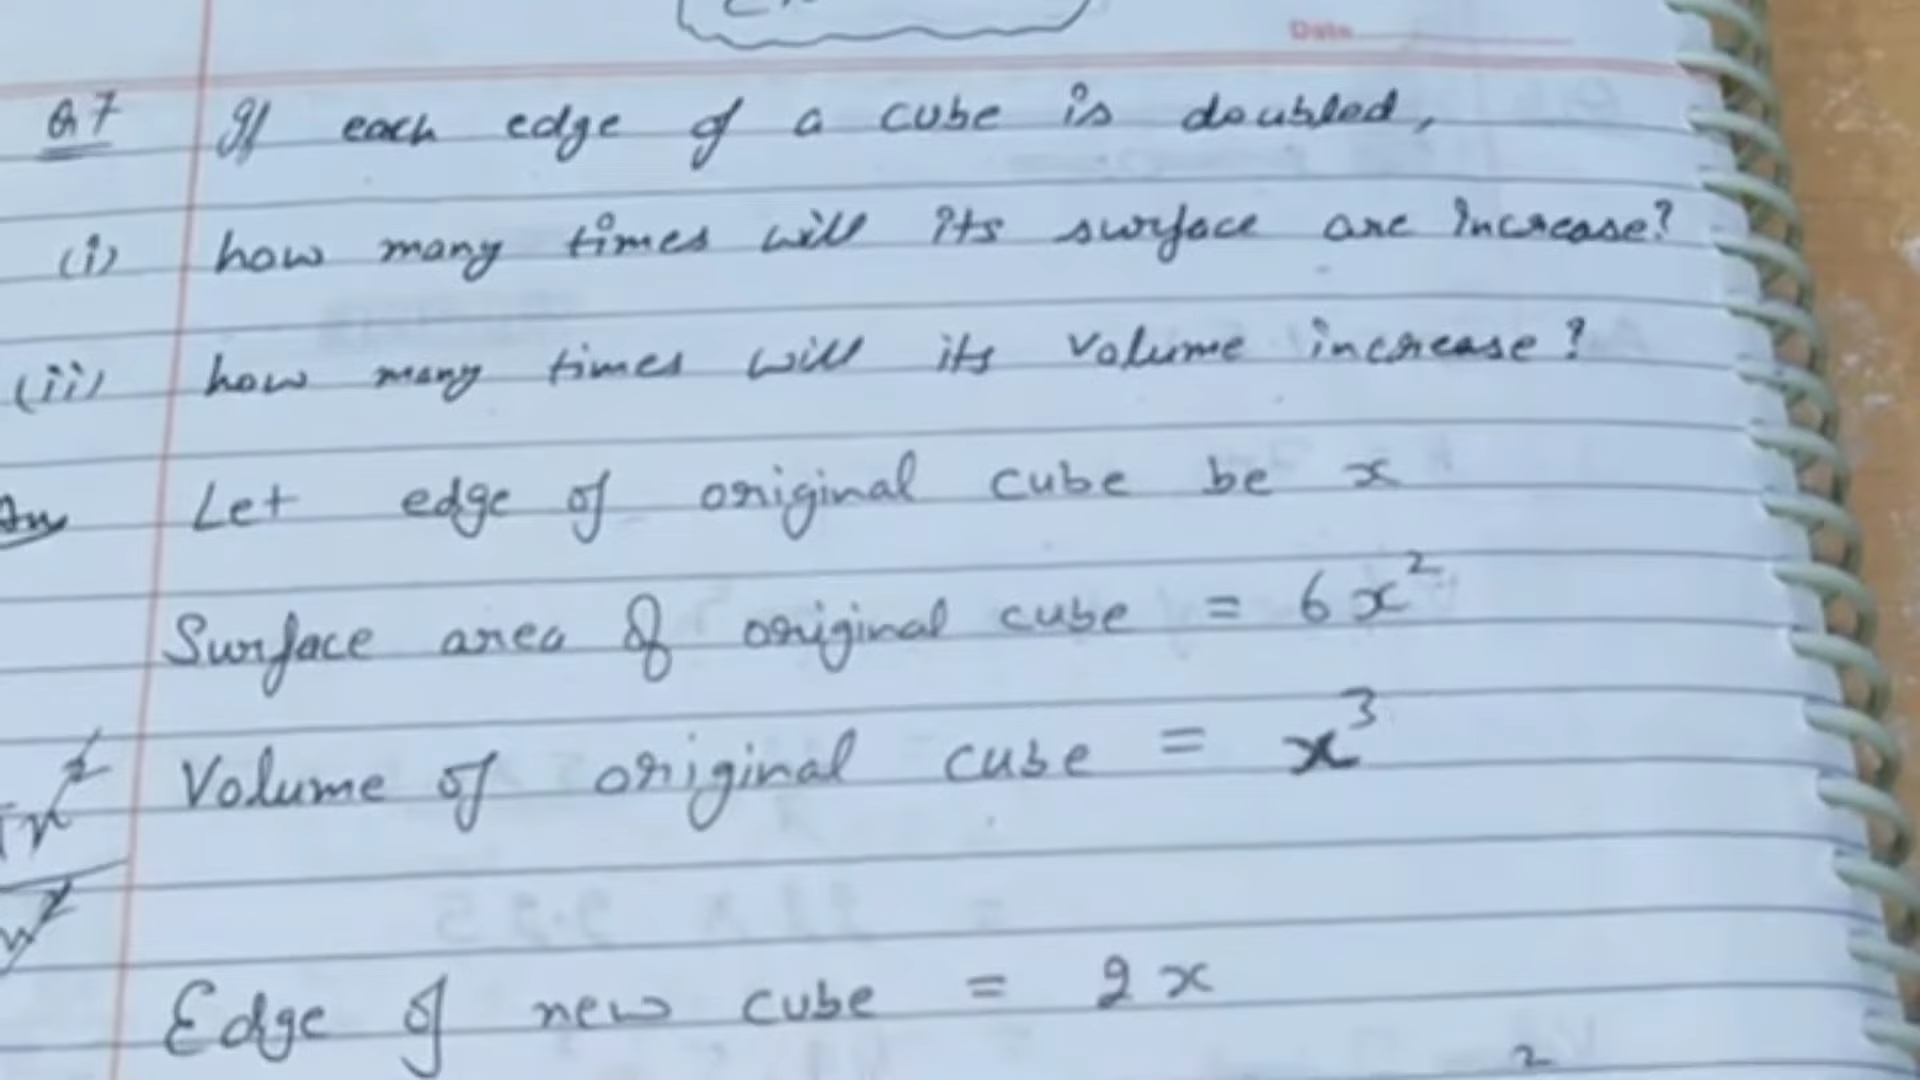 Date
Q7 If each edge of a cube is doubled,
(i) how many times will its surface are increase?
(ii) how many times will its volume increase?
Ans Let edge of original cube be x
Surface area of original cube = 6x²
Volume of original cube = x³
Edge of new cube = 2x
2